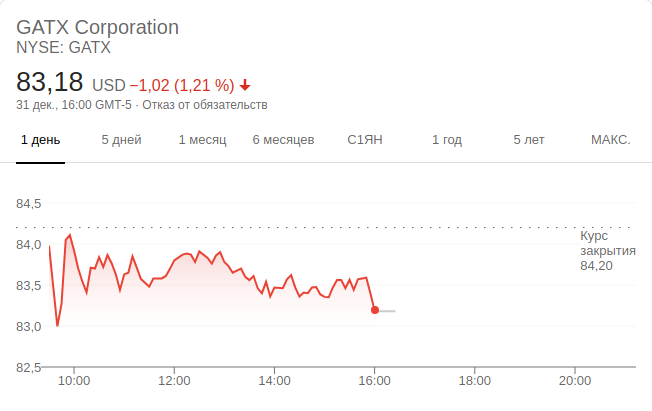 GATX Corporation
NYSE: GATX
83,18 USD −1,02 (1,21 %)
31 дек., 16:00 GMT-5 · Отказ от обязательств
1 день 5 дней 1 месяц 6 месяцев С1ЯН 1 год 5 лет МАКС.
84,5
Курс
84,0
закрытия
84,20
83,5
83,0
82,5
10:00 12:00 14:00 16:00 18:00 20:00